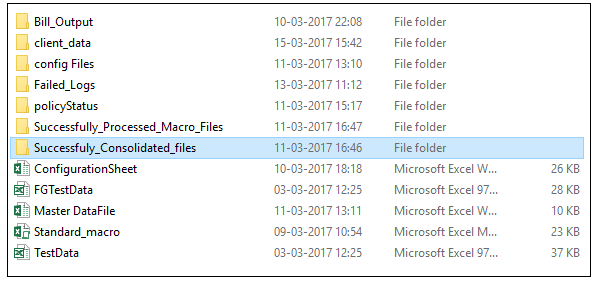 Bill_Output 10-03-2017 22:08 File folder
client_data 15-03-2017 15:42 File folder
config Files 11-03-2017 13:10 File folder
Failed_Logs 13-03-2017 11:12 File folder
policyStatus 11-03-2017 15:17 File folder
Successfully_Processed_Macro_Files 11-03-2017 16:47 File folder
Successfuly_Consolidated_files 11-03-2017 16:46 File folder
ConfigurationSheet 10-03-2017 18:18 Microsoft Excel W... 26 KB
FGTestData 03-03-2017 12:25 Microsoft Excel 97... 28 KB
Master DataFile 11-03-2017 13:11 Microsoft Excel W... 10 KB
Standard_macro 09-03-2017 10:54 Microsoft Excel M... 23 KB
TestData 03-03-2017 12:25 Microsoft Excel 97... 37 KB